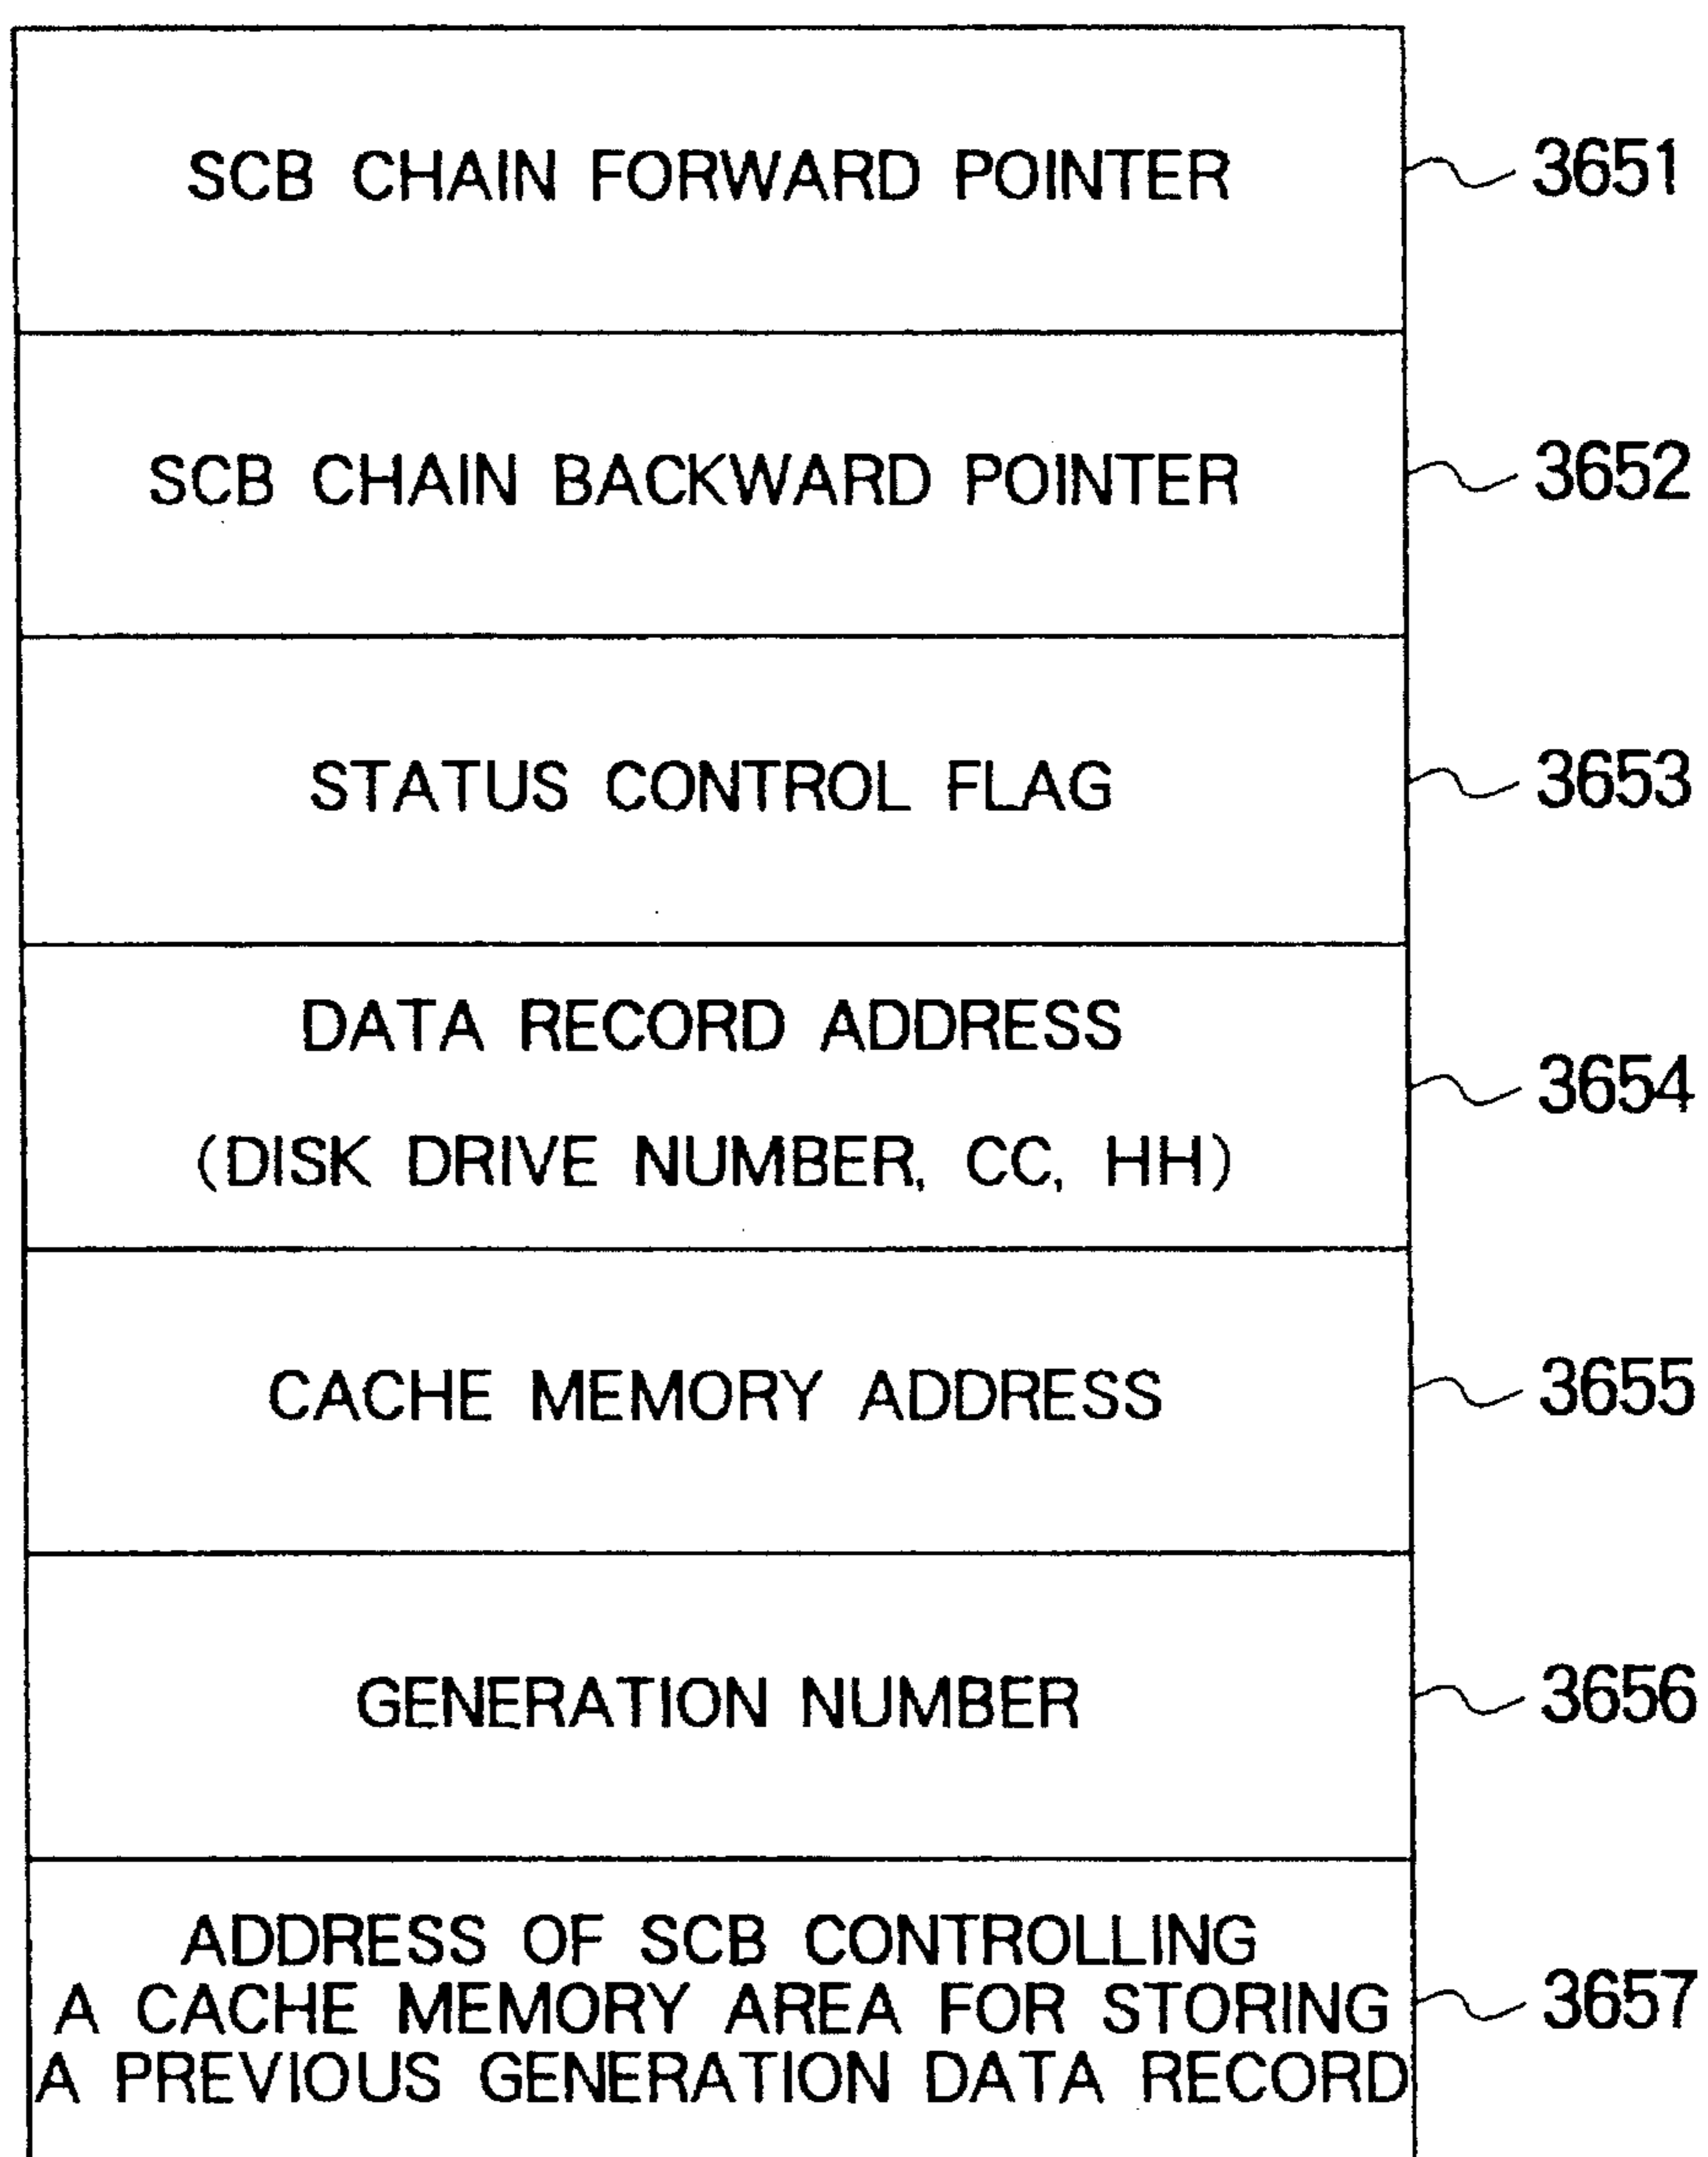 SCB CHAIN FORWARD POINTER
3651
SCB CHAIN BACKWARD POINTER
3652
STATUS CONTROL FLAG
3653
DATA RECORD ADDRESS
(DISK DRIVE NUMBER, CC, HH)
3654
CACHE MEMORY ADDRESS
3655
GENERATION NUMBER
3656
ADDRESS OF SCB CONTROLLING
A CACHE MEMORY AREA FOR STORING
A PREVIOUS GENERATION DATA RECORD
3657